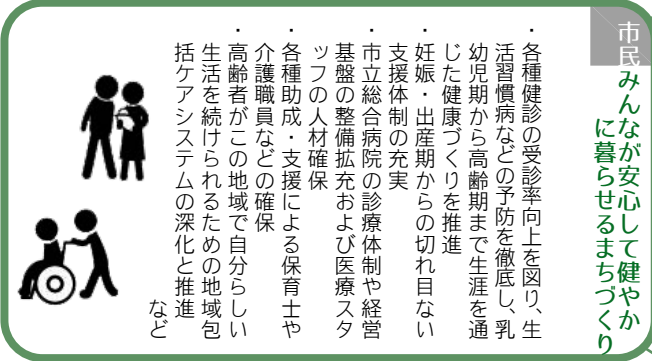 市民みんなが安心して健やか
に暮らせるまちづくり
・各種健診の受診率向上を図り、生
活習慣病などの予防を徹底し、乳
幼児期から高齢期まで生涯を通
じた健康づくりを推進
・妊娠・出産期からの切れ目ない
支援体制の充実
・市立総合病院の診療体制や経営
基盤の整備拡充および医療スタ
ッフの人材確保
・各種助成・支援による保育士や
介護職員などの確保
・高齢者がこの地域で自分らしい
生活を続けられるための地域包
括ケアシステムの深化と推進
など